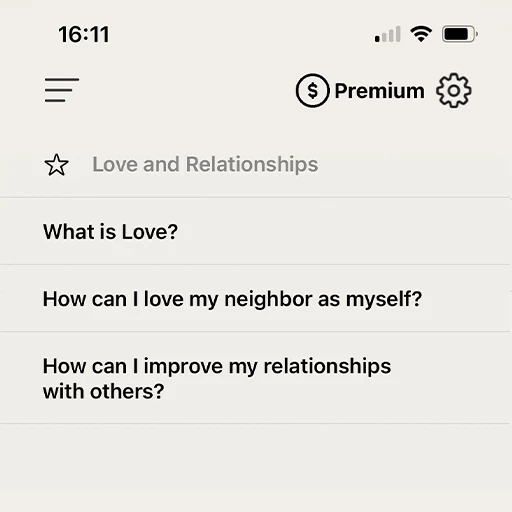 16:11
$ Premium
Love and Relationships
What is Love?
How can I love my neighbor as myself?
How can I improve my relationships
with others?